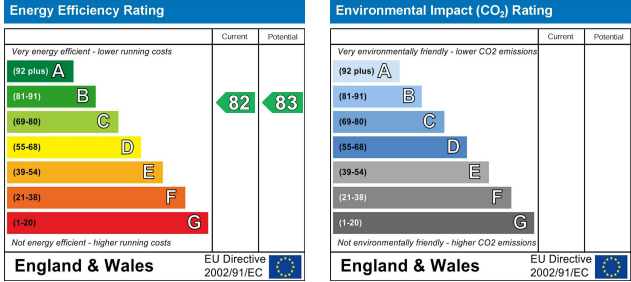 Energy Efficiency Rating
Current Potential
Very energy efficient - lower running costs
(92 plus) A
(81-91) B
82 83
(69-80) C
(55-68) D
(39-54) E
(21-38) F
(1-20) G
Not energy efficient - higher running costs
England & Wales
EU Directive
2002/91/EC
Environmental Impact (CO2) Rating
Current Potential
Very environmentally friendly - lower CO2 emissions
(92 plus) A
(81-91) B
(69-80) C
(55-68) D
(39-54) E
(21-38) F
(1-20) G
Not environmentally friendly - higher CO2 emissions
England & Wales
EU Directive
2002/91/EC